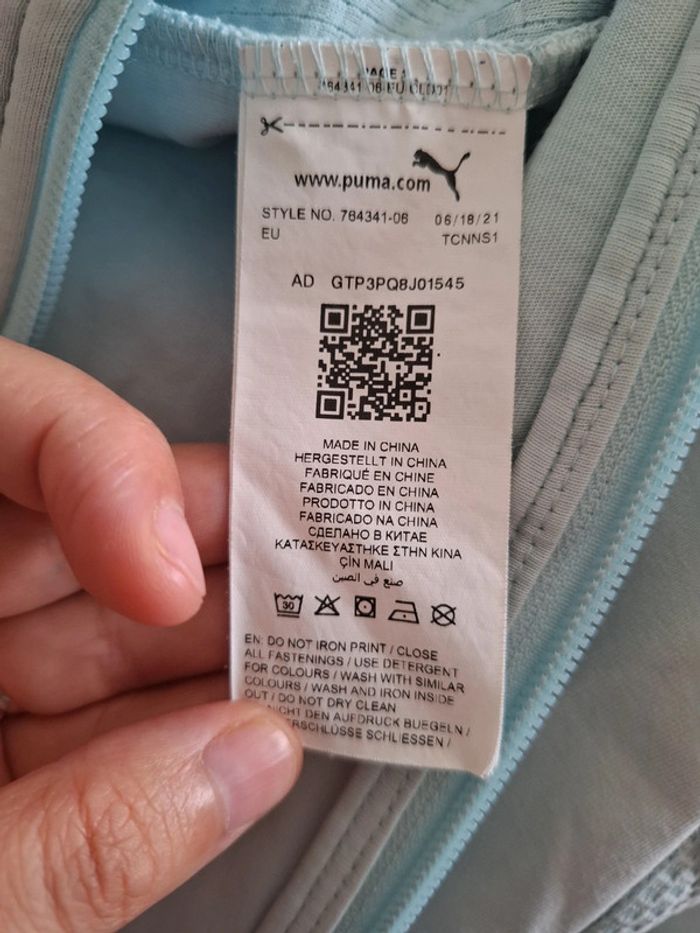 www.puma.com
STYLE NO. 764341-06 06/18/21
EU TCNNS1
AD GTP3PQ8J01545
MADE IN CHINA
HERGESTELLT IN CHINA
FABRIQUÉ EN CHINE
FABRICADO EN CHINA
PRODOTTO IN CHINA
FABRICADO NA CHINA
СДЕЛАНО В КИТАЕ
ΚΑΤΑΣΚΕΥΑΣΤΗΚΕ ΣΤΗΝ ΚΙΝΑ
ÇİN MALI
صنع في الصين
30
EN: DO NOT IRON PRINT / CLOSE
ALL FASTENINGS / USE DETERGENT
FOR COLOURS / WASH WITH SIMILAR
COLOURS / WASH AND IRON INSIDE
OUT / DO NOT DRY CLEAN
DEN AUFDRUCK BUEGELN /
SCHLIESSEN /